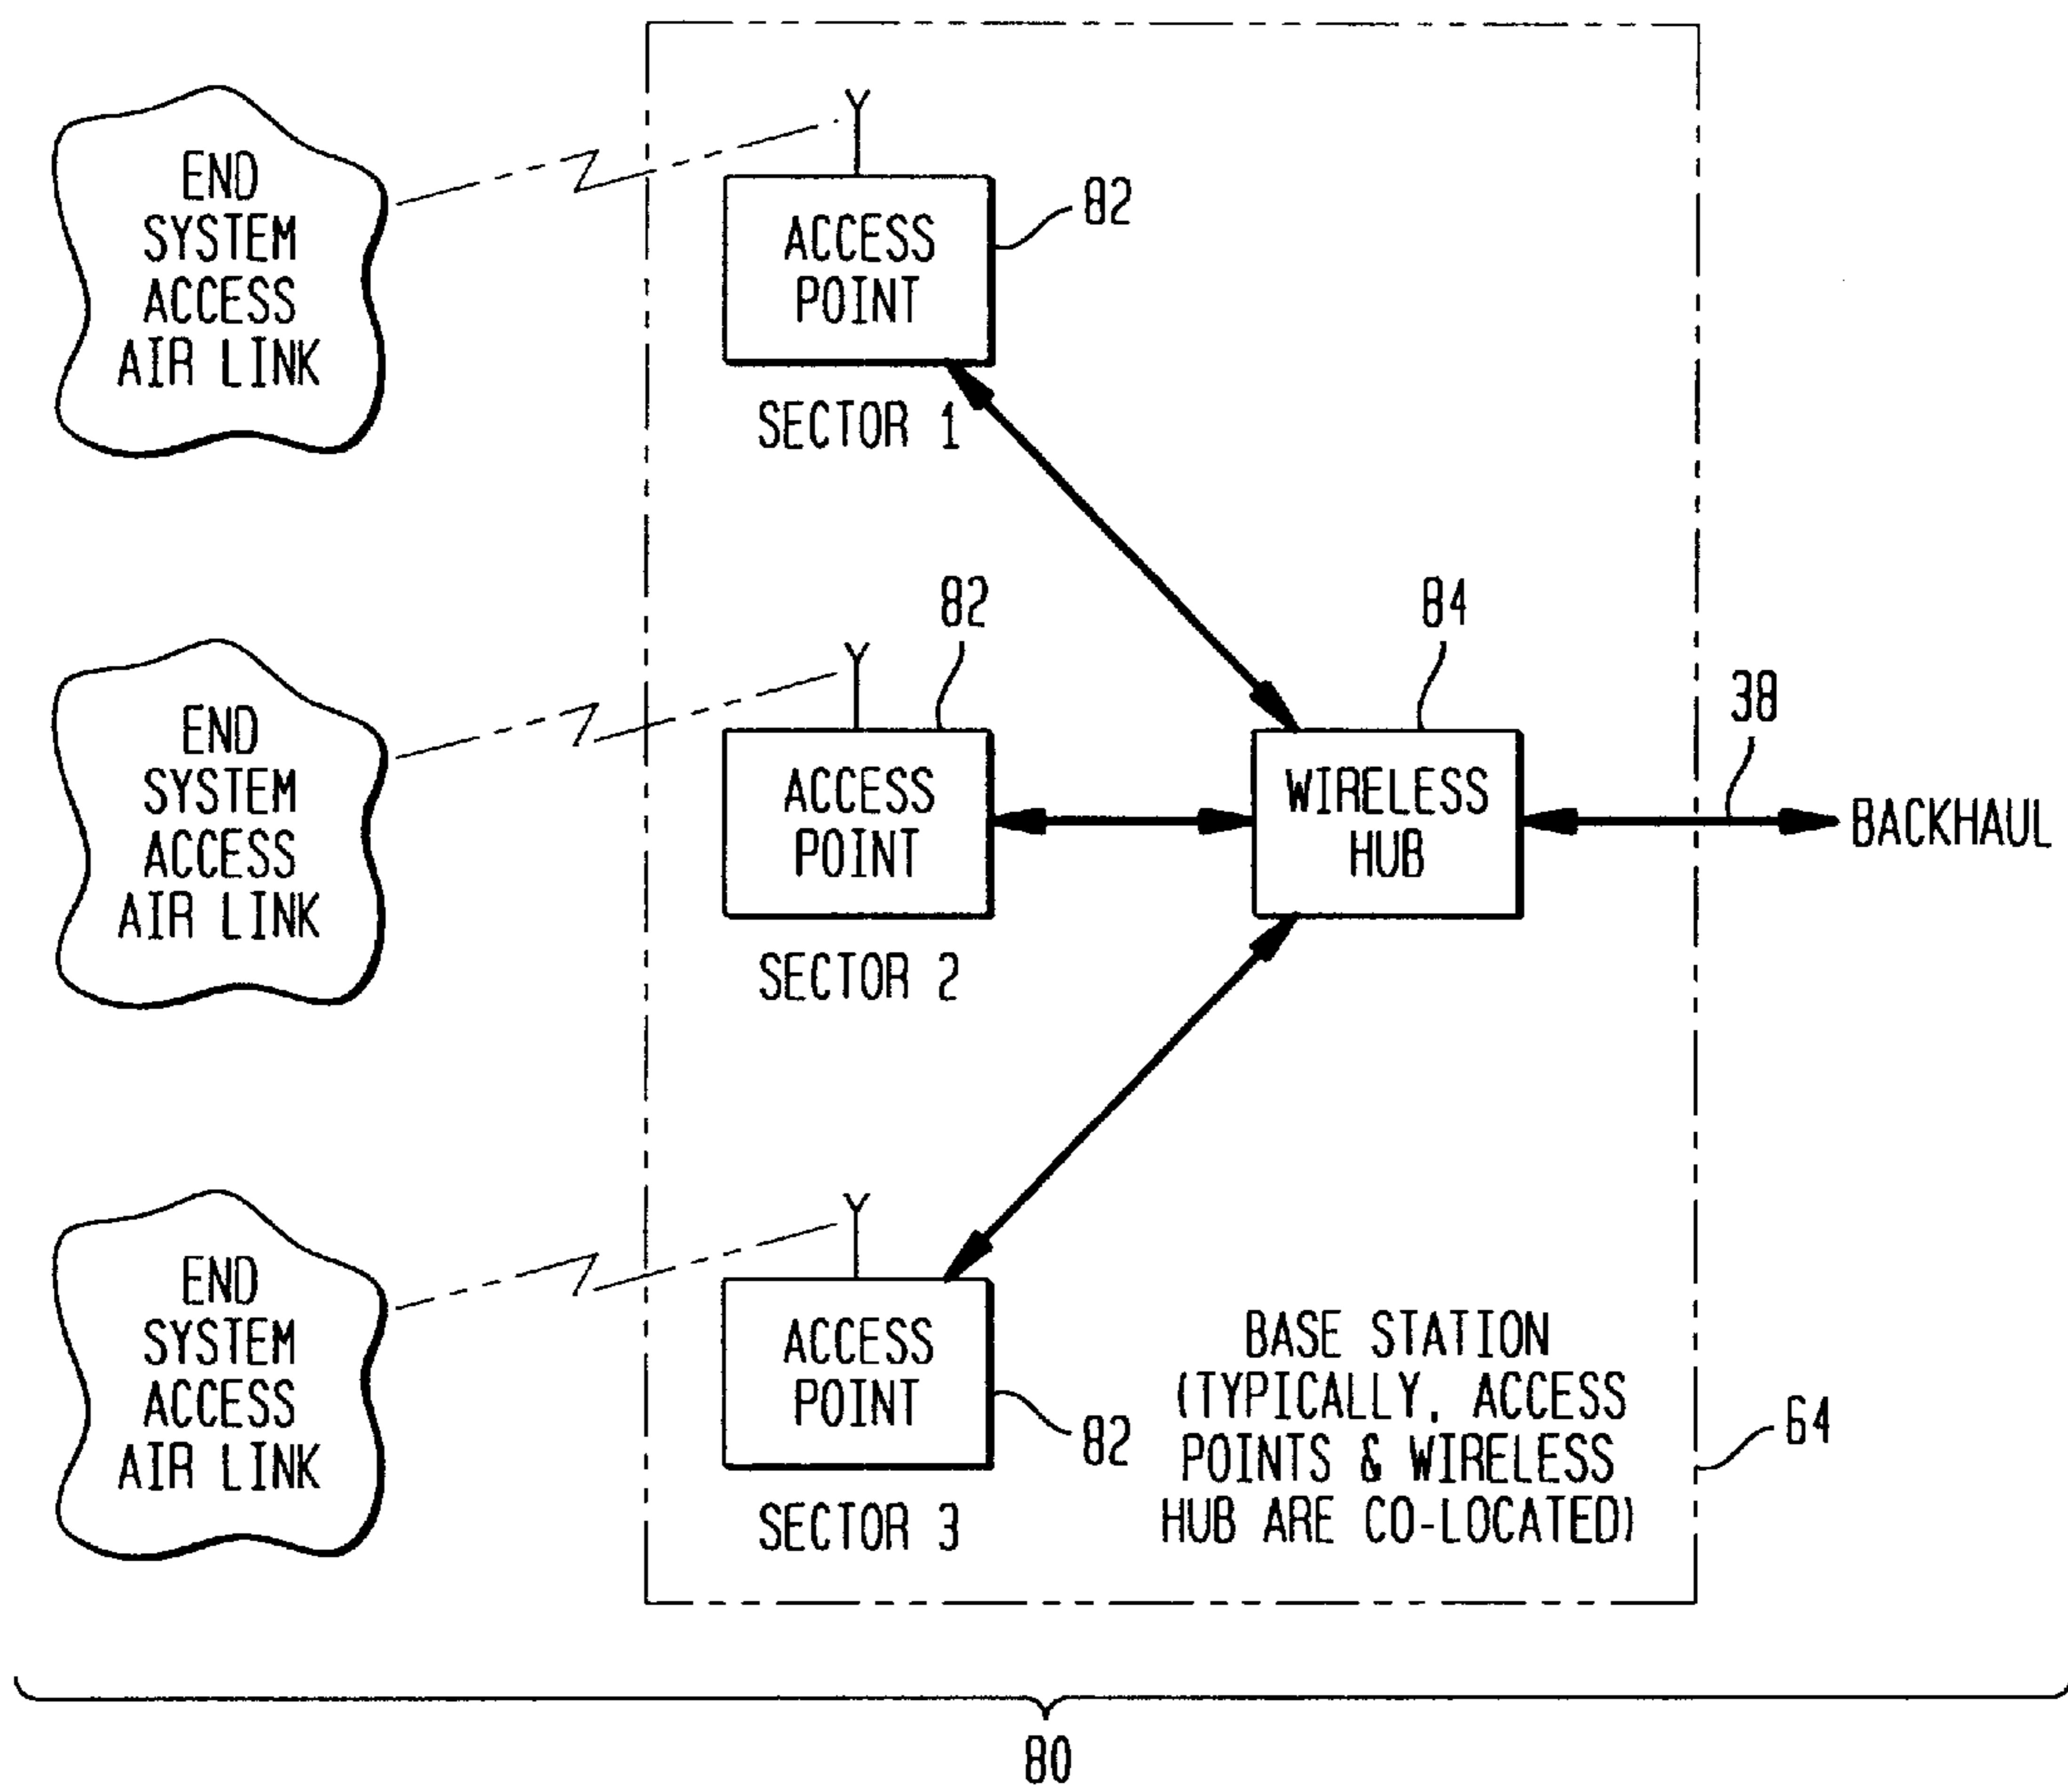 END
SYSTEM
ACCESS
AIR LINK
ACCESS
POINT
82
SECTOR 1
END
SYSTEM
ACCESS
AIR LINK
82
ACCESS
POINT
SECTOR 2
84
WIRELESS
HUB
38
BACKHAUL
END
SYSTEM
ACCESS
AIR LINK
ACCESS
POINT
82
SECTOR 3
BASE STATION
(TYPICALLY, ACCESS
POINTS & WIRELESS
HUB ARE CO-LOCATED)
64
80